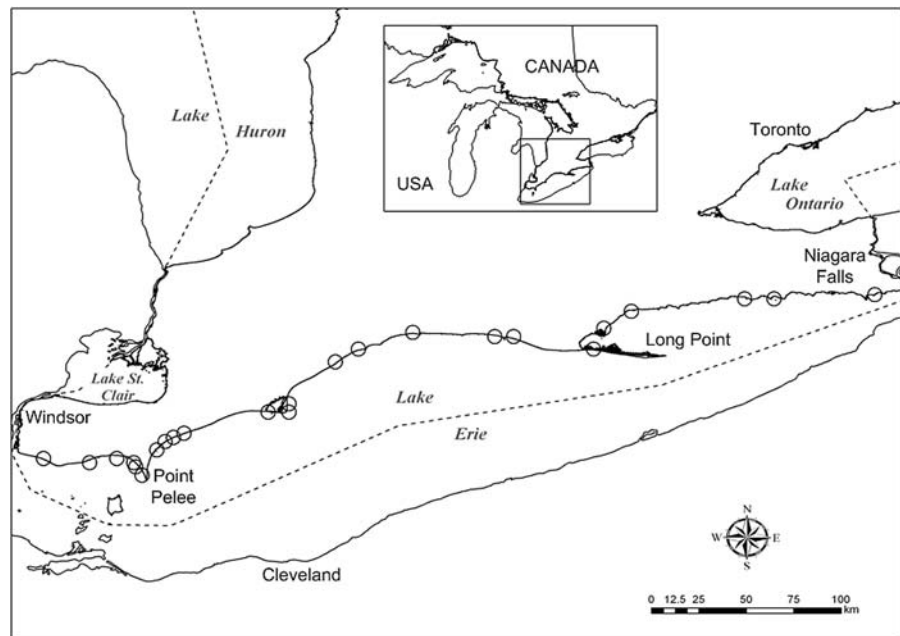 CANADA
USA
Lake
Huron
Toronto
Lake
Ontario
Niagara
Falls
Long Point
Lake St.
Clair
Windsor
Lake
Erie
Point
Pelee
Cleveland
N
W
E
S
0 12.5 25 50 75 100
km